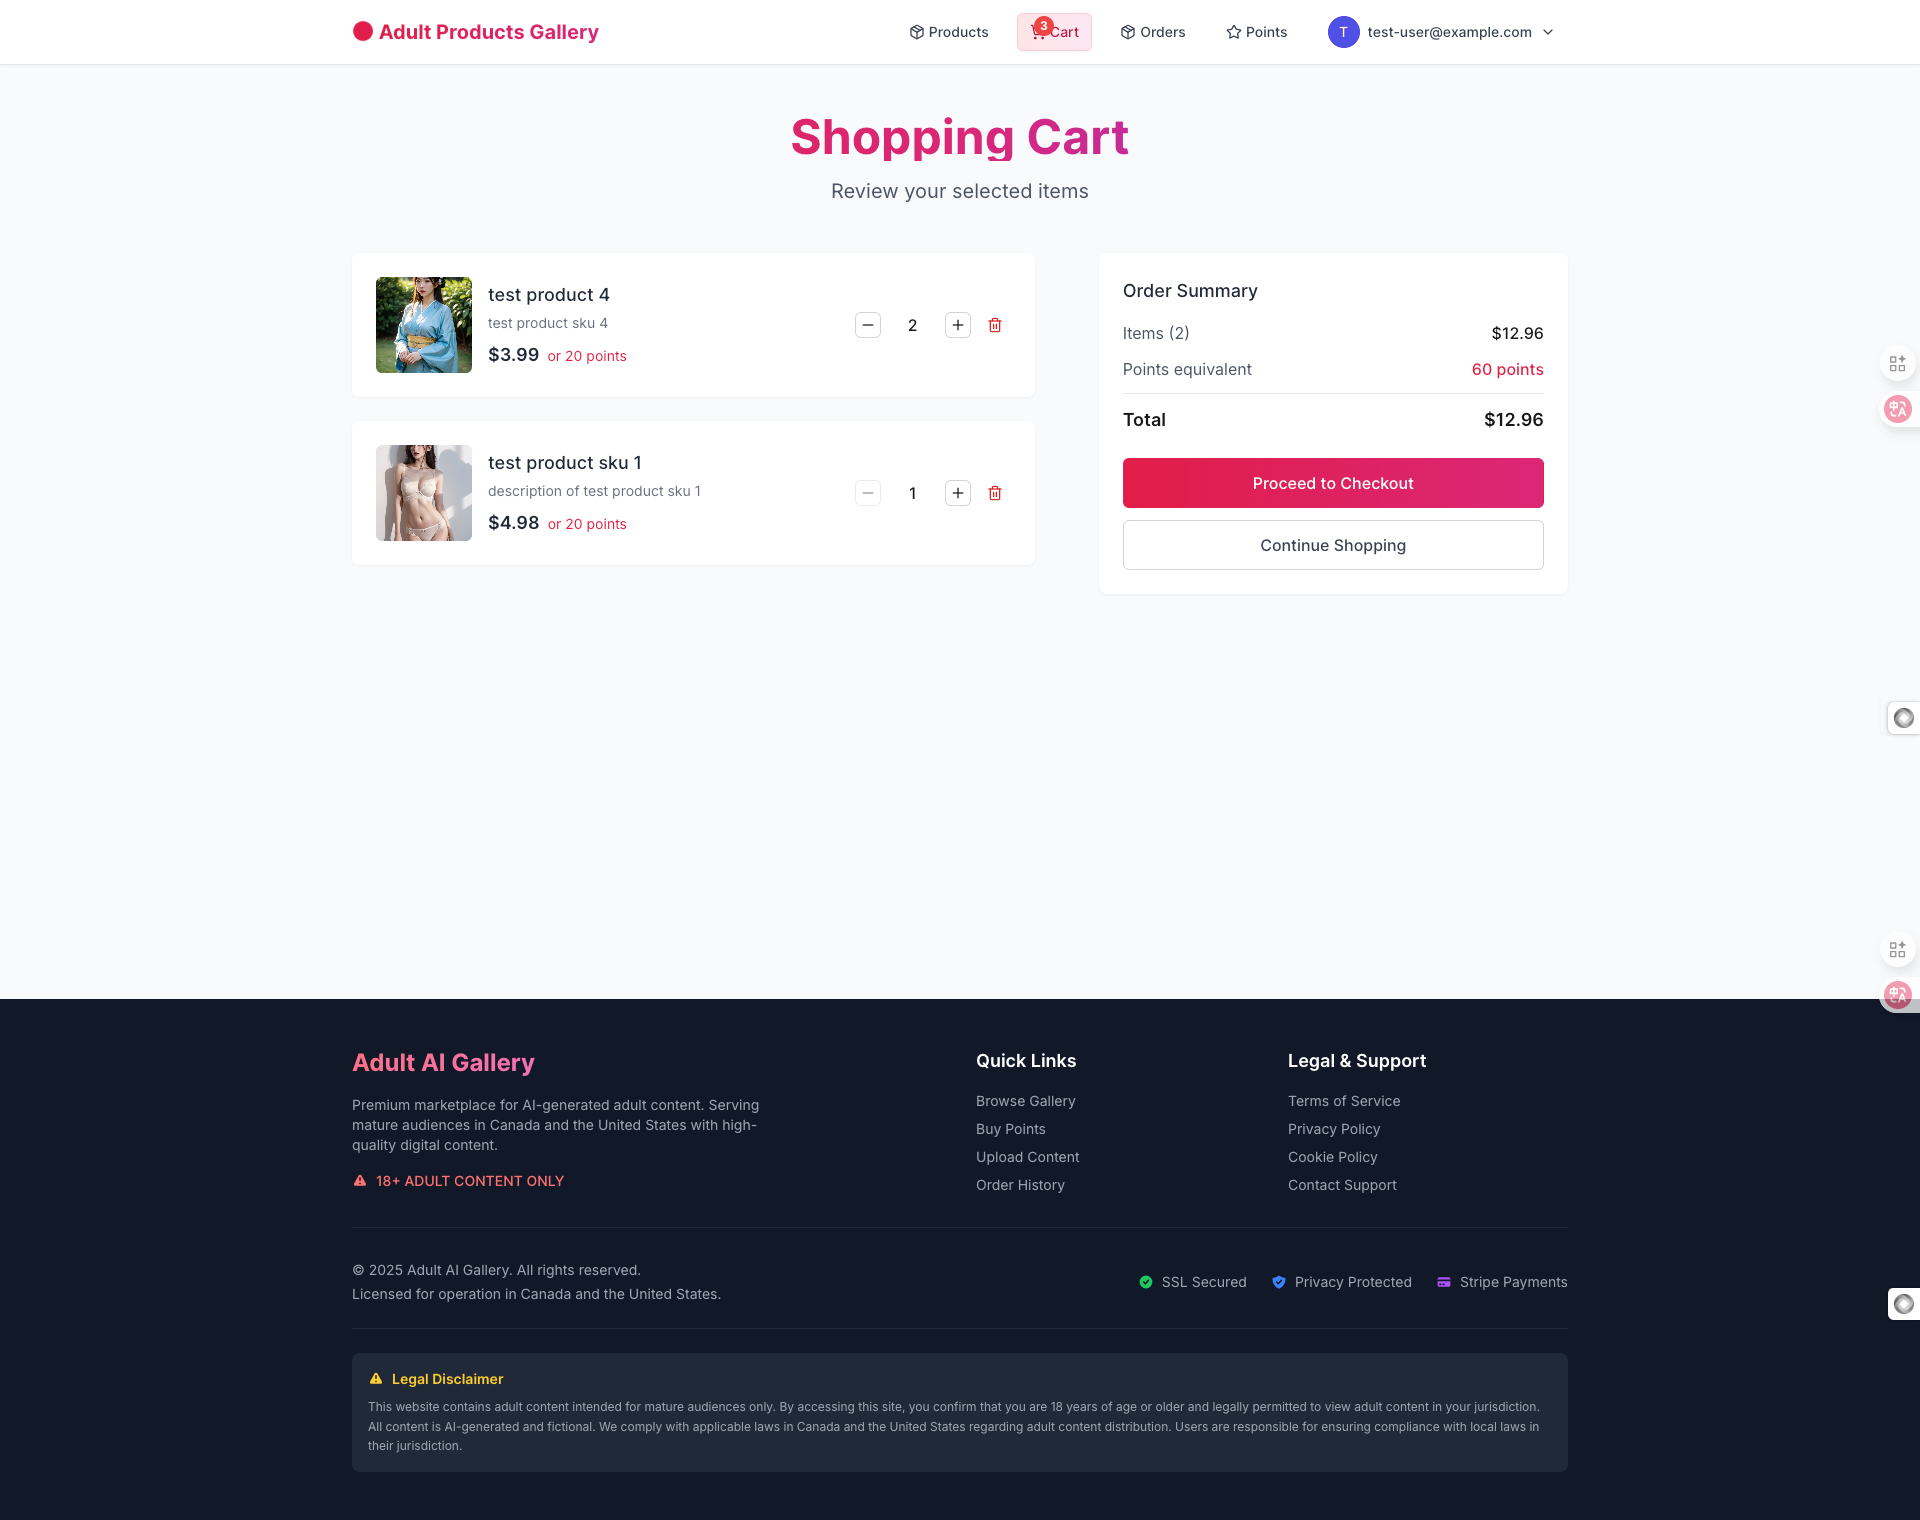 Adult Products Gallery
Products
3
Cart
Orders
Points
T
test-user@example.com
Shopping Cart
Review your selected items
test product 4
test product sku 4
$3.99 or 20 points
2
test product sku 1
description of test product sku 1
$4.98 or 20 points
1
Order Summary
Items (2) $12.96
Points equivalent 60 points
Total $12.96
Proceed to Checkout
Continue Shopping
Adult AI Gallery
Premium marketplace for AI-generated adult content. Serving
mature audiences in Canada and the United States with high-
quality digital content.
18+ ADULT CONTENT ONLY
Quick Links
Browse Gallery
Buy Points
Upload Content
Order History
Legal & Support
Terms of Service
Privacy Policy
Cookie Policy
Contact Support
© 2025 Adult AI Gallery. All rights reserved.
Licensed for operation in Canada and the United States.
SSL Secured
Privacy Protected
Stripe Payments
Legal Disclaimer
This website contains adult content intended for mature audiences only. By accessing this site, you confirm that you are 18 years of age or older and legally permitted to view adult content in your jurisdiction.
All content is AI-generated and fictional. We comply with applicable laws in Canada and the United States regarding adult content distribution. Users are responsible for ensuring compliance with local laws in
their jurisdiction.